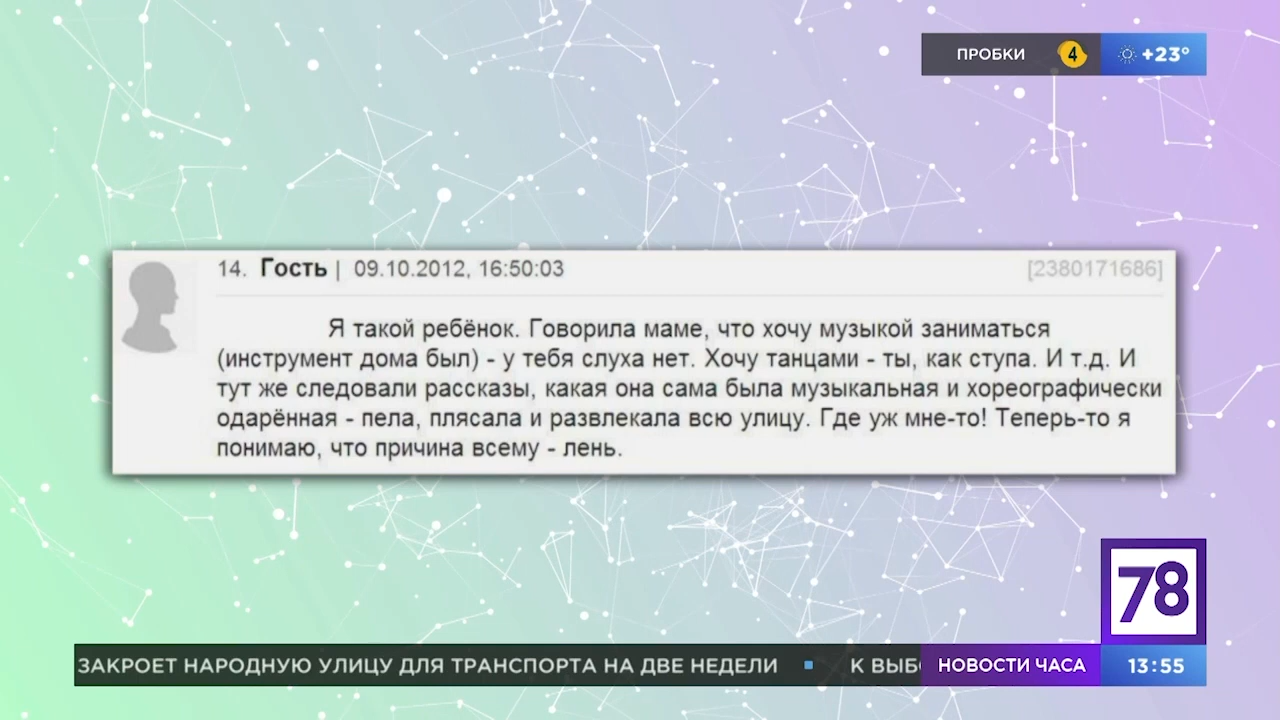 ПРОБКИ 4 +23°
14. Гость | 09.10.2012, 16:50:03 [2380171686]
Я такой ребёнок. Говорила маме, что хочу музыкой заниматься
(инструмент дома был) - у тебя слуха нет. Хочу танцами - ты, как ступа. И т.д. И
тут же следовали рассказы, какая она сама была музыкальная и хореографически
одарённая - пела, плясала и развлекала всю улицу. Где уж мне-то! Теперь-то я
понимаю, что причина всему - лень.
78
ЗАКРОЕТ НАРОДНУЮ УЛИЦУ ДЛЯ ТРАНСПОРТА НА ДВЕ НЕДЕЛИ ▪ К ВЫБ НОВОСТИ ЧАСА 13:55